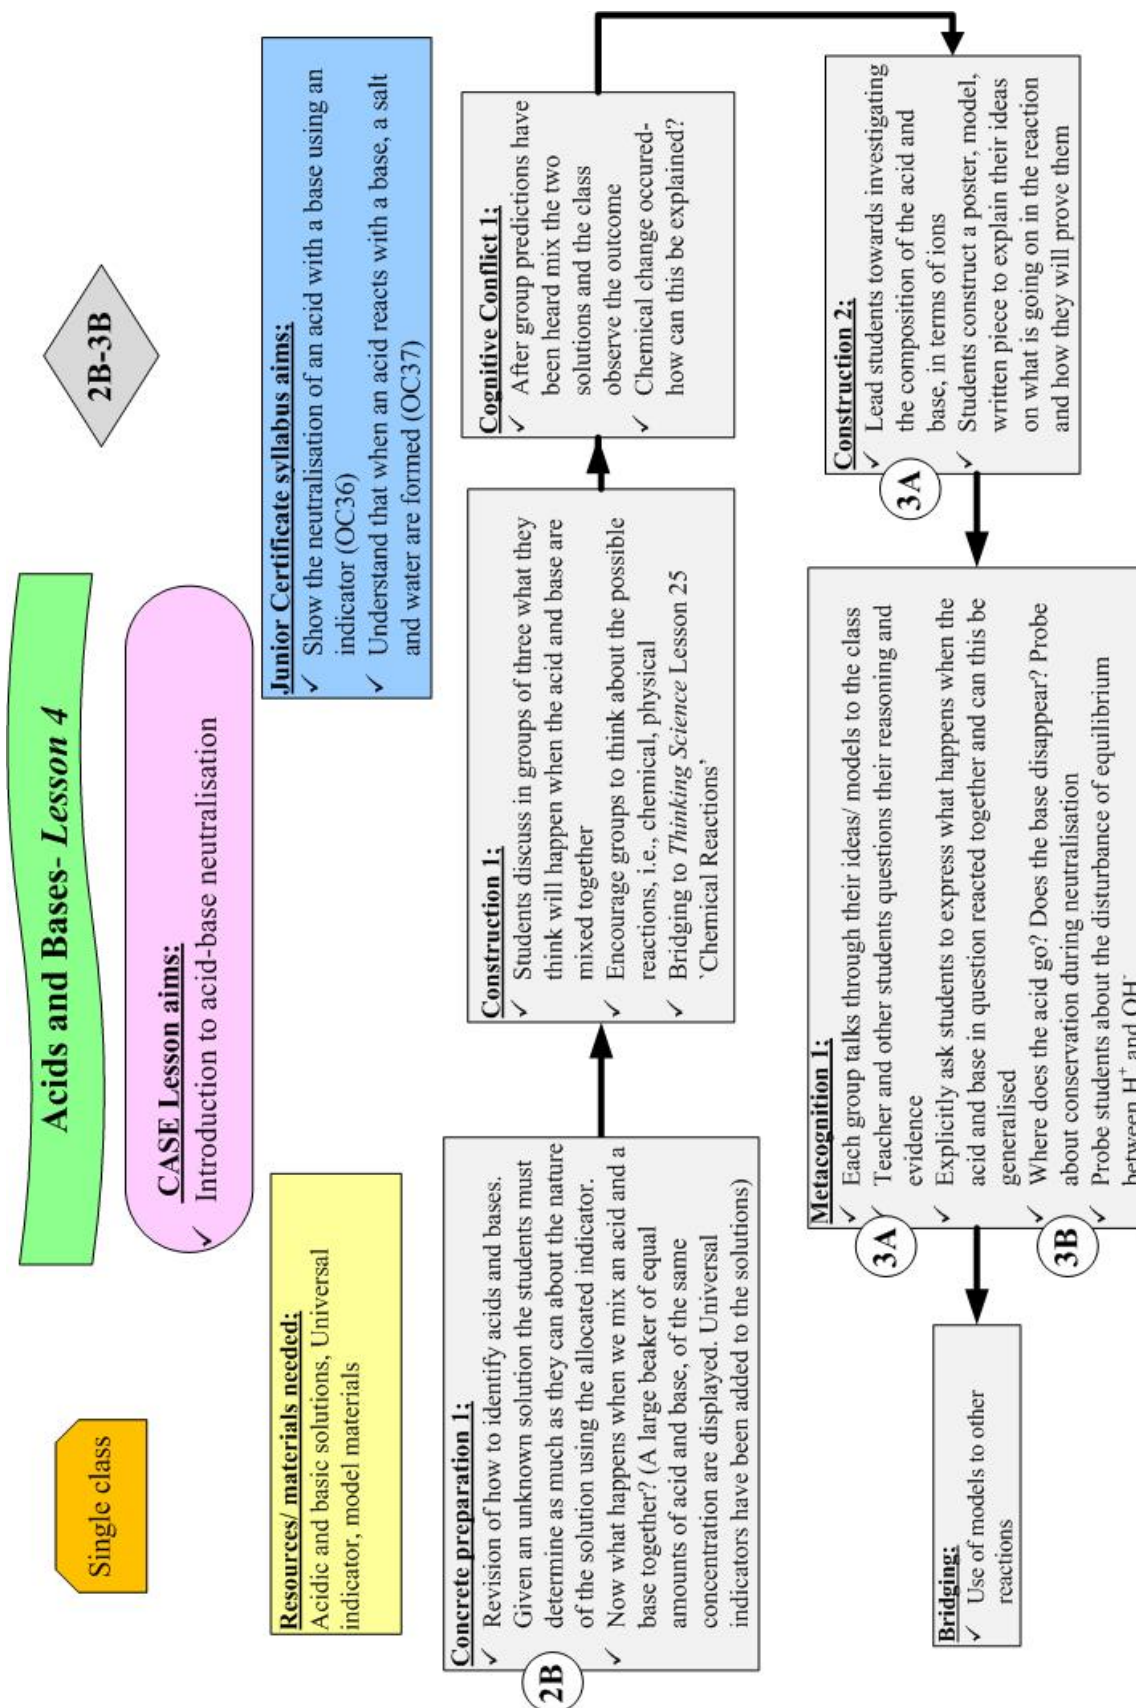 Acids and Bases- Lesson 4
Single class
2B-3B
CASE Lesson aims:
✓ Introduction to acid-base neutralisation
Resources/ materials needed:
Acidic and basic solutions, Universal
indicator, model materials
Junior Certificate syllabus aims:
✓ Show the neutralisation of an acid with a base using an
indicator (OC36)
✓ Understand that when an acid reacts with a base, a salt
and water are formed (OC37)
Concrete preparation 1:
✓ Revision of how to identify acids and bases.
Given an unknown solution the students must
determine as much as they can about the nature
of the solution using the allocated indicator.
✓ Now what happens when we mix an acid and a
base together? (A large beaker of equal
amounts of acid and base, of the same
concentration are displayed. Universal
indicators have been added to the solutions)
2B
Construction 1:
✓ Students discuss in groups of three what they
think will happen when the acid and base are
mixed together
✓ Encourage groups to think about the possible
reactions, i.e., chemical, physical
✓ Bridging to Thinking Science Lesson 25
`Chemical Reactions'
Cognitive Conflict 1:
✓ After group predictions have
been heard mix the two
solutions and the class
observe the outcome
✓ Chemical change occured-
how can this be explained?
Construction 2:
✓ Lead students towards investigating
the composition of the acid and
base, in terms of ions
✓ Students construct a poster, model,
written piece to explain their ideas
on what is going on in the reaction
and how they will prove them
3A
Metacognition 1:
✓ Each group talks through their ideas/ models to the class
✓ Teacher and other students questions their reasoning and
evidence
✓ Explicitly ask students to express what happens when the
acid and base in question reacted together and can this be
generalised
✓ Where does the acid go? Does the base disappear? Probe
about conservation during neutralisation
✓ Probe students about the disturbance of equilibrium
between H⁺ and OH⁻
3A
3B
Bridging:
✓ Use of models to other
reactions